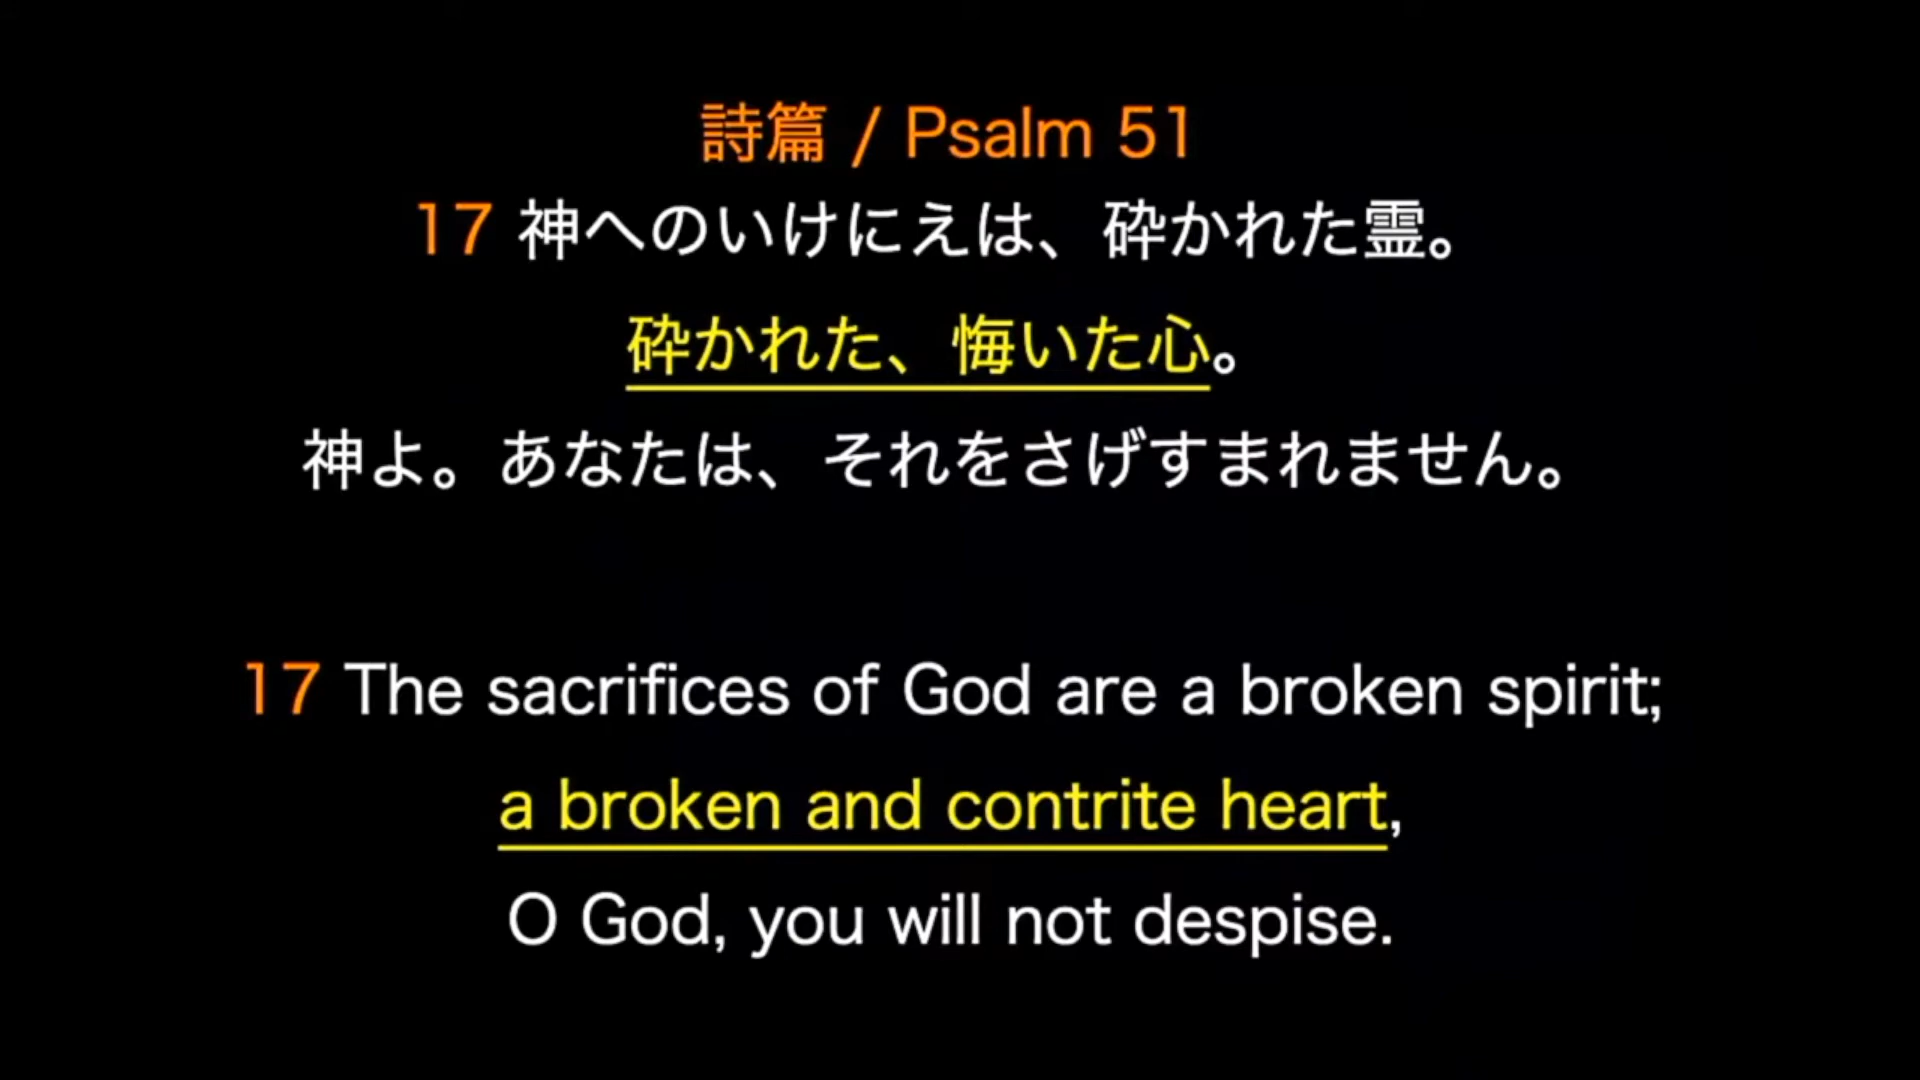 詩篇 / Psalm 51
17 神へのいけにえは、砕かれた霊。
砕かれた、悔いた心。
神よ。あなたは、それをさげすまれません。
17 The sacrifices of God are a broken spirit;
a broken and contrite heart,
O God, you will not despise.